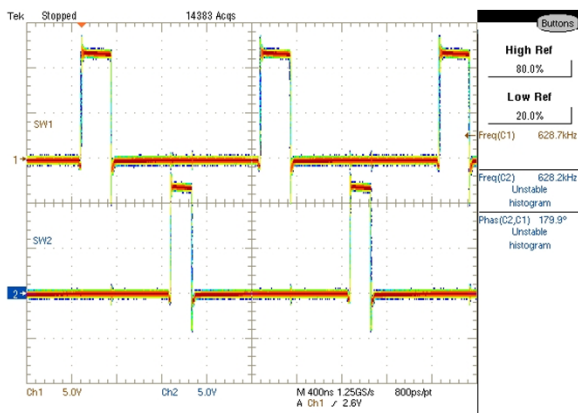 Tek Stopped 14383 Acqs
Buttons
High Ref
80.0%
Low Ref
20.0%
SW1
Freq(C1) 628.7kHz
1
Freq(C2) 628.2kHz
Unstable
histogram
Phas(C2,C1) 179.9°
Unstable
histogram
SW2
2
Ch1 5.0V Ch2 5.0V M 400ns 1.25GS/s 800ps/pt
A Ch1 / 2.6V